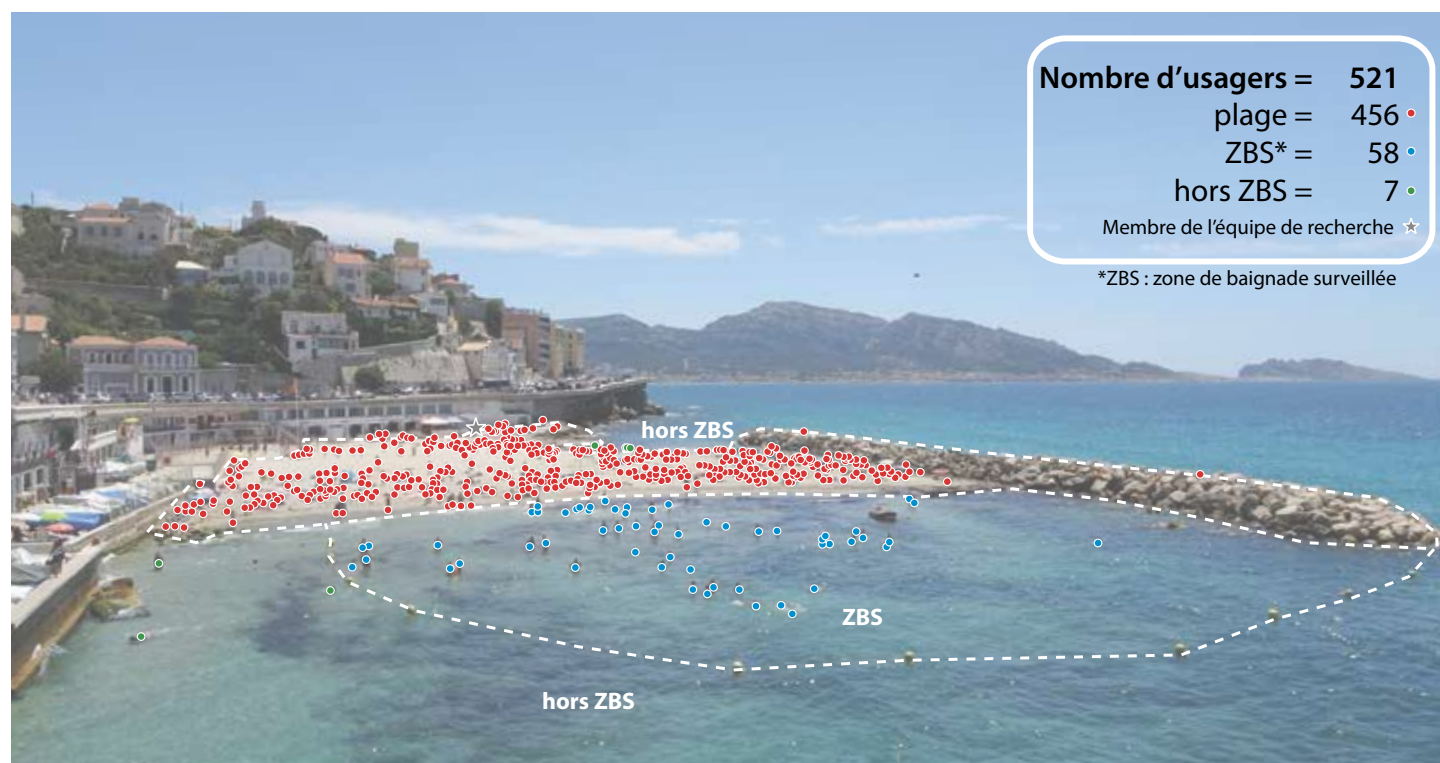 Nombre d'usagers = 521
plage = 456
ZBS* = 58
hors ZBS = 7
Membre de l'équipe de recherche
*ZBS : zone de baignade surveillée
hors ZBS
ZBS
hors ZBS